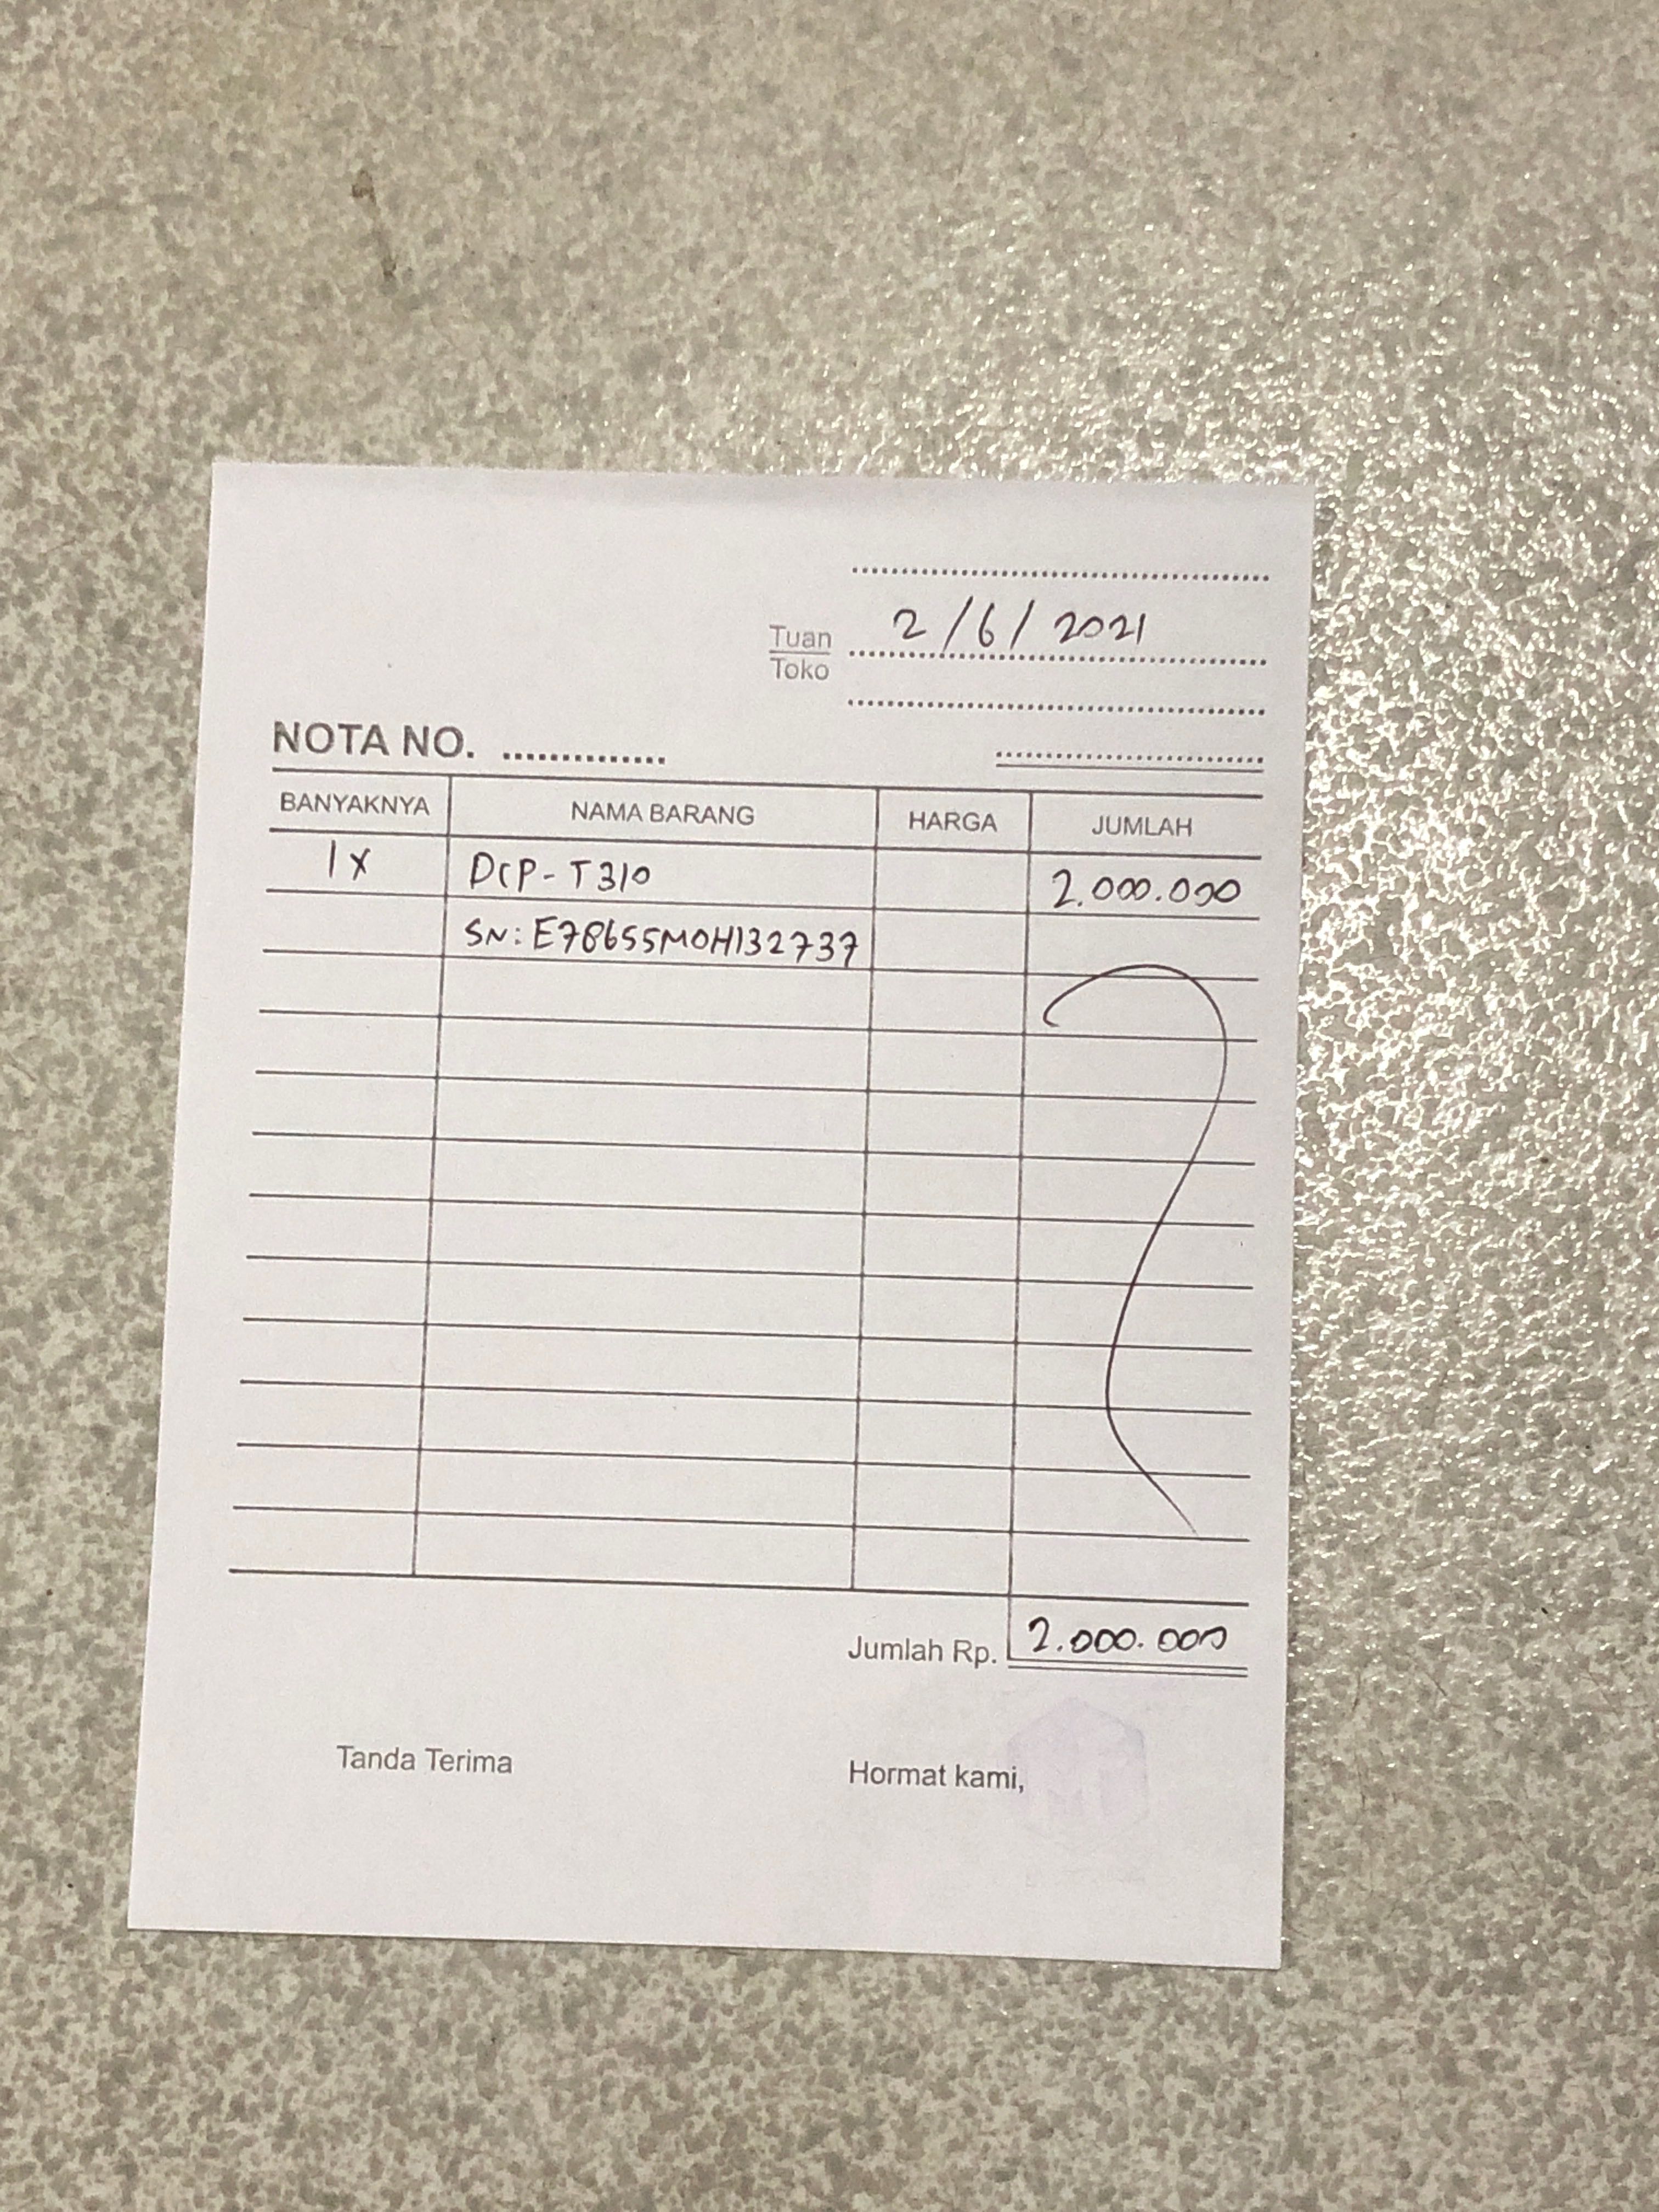 2/6/2021
Tuan
Toko
NOTA NO.
BANYAKNYA NAMA BARANG HARGA JUMLAH
1x DCP-T310 2.000.000
SN: E78655M0H132737
Jumlah Rp. 2.000.000
Tanda Terima Hormat kami,